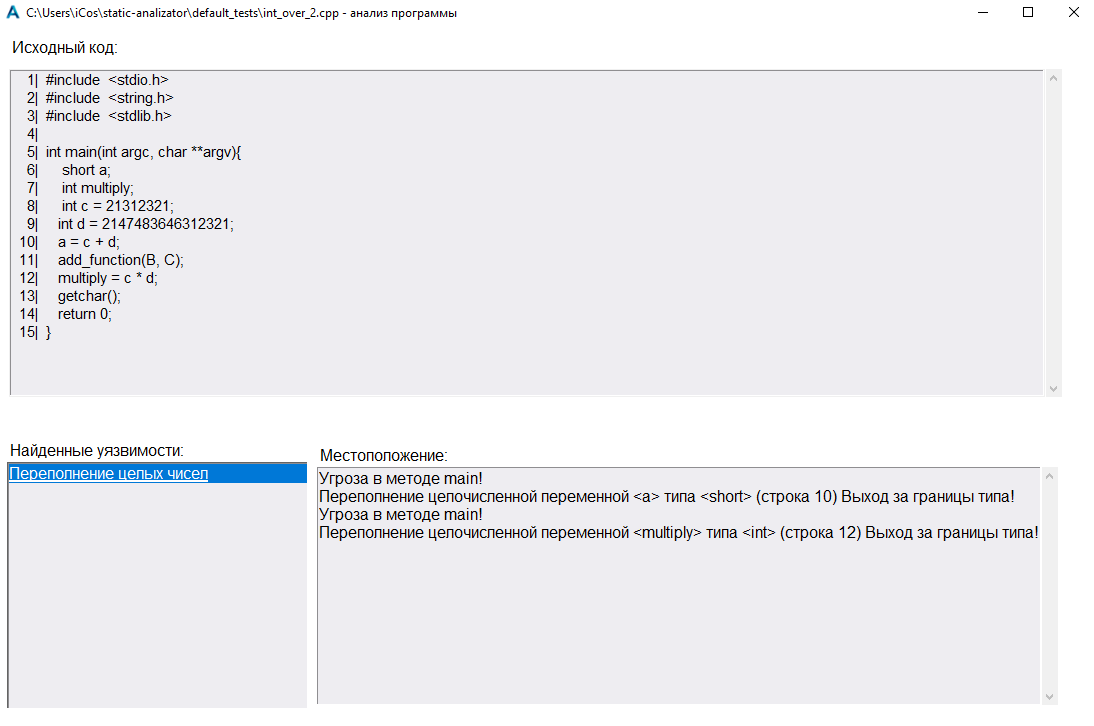 C:\Users\iCos\static-analizator\default_tests\int_over_2.cpp - анализ программы
Исходный код:
1| #include  <stdio.h>
2| #include  <string.h>
3| #include  <stdlib.h>
4|
5| int main(int argc, char **argv){
6|     short a;
7|     int multiply;
8|     int c = 21312321;
9|    int d = 2147483646312321;
10|    a = c + d;
11|    add_function(B, C);
12|    multiply = c * d;
13|    getchar();
14|    return 0;
15| }
Найденные уязвимости:
Переполнение целых чисел
Местоположение:
Угроза в методе main!
Переполнение целочисленной переменной <a> типа <short> (строка 10) Выход за границы типа!
Угроза в методе main!
Переполнение целочисленной переменной <multiply> типа <int> (строка 12) Выход за границы типа!